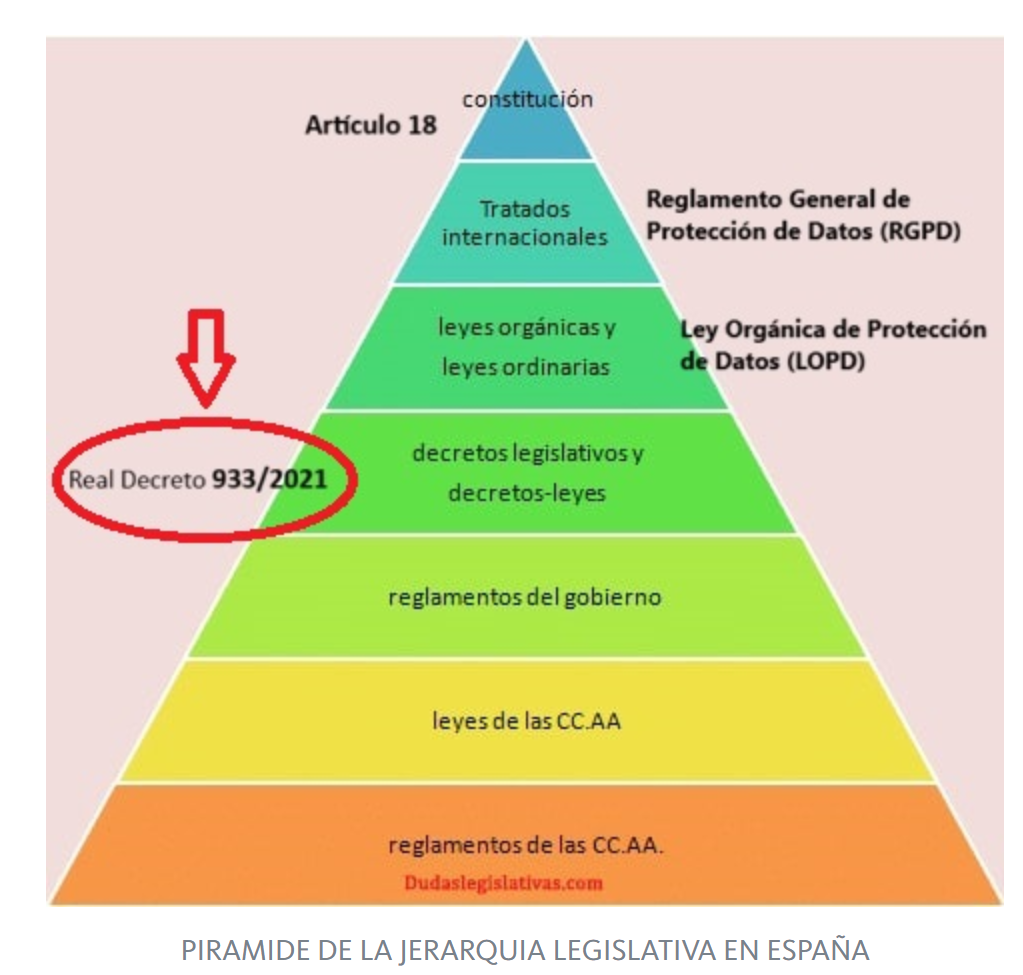 constitución
Artículo 18
Tratados
internacionales
Reglamento General de
Protección de Datos (RGPD)
leyes orgánicas y
leyes ordinarias
Ley Orgánica de Protección
de Datos (LOPD)
decretos legislativos y
decretos-leyes
Real Decreto 933/2021
reglamentos del gobierno
leyes de las CC.AA
reglamentos de las CC.AA.
Dudaslegislativas.com
PIRAMIDE DE LA JERARQUIA LEGISLATIVA EN ESPAÑA